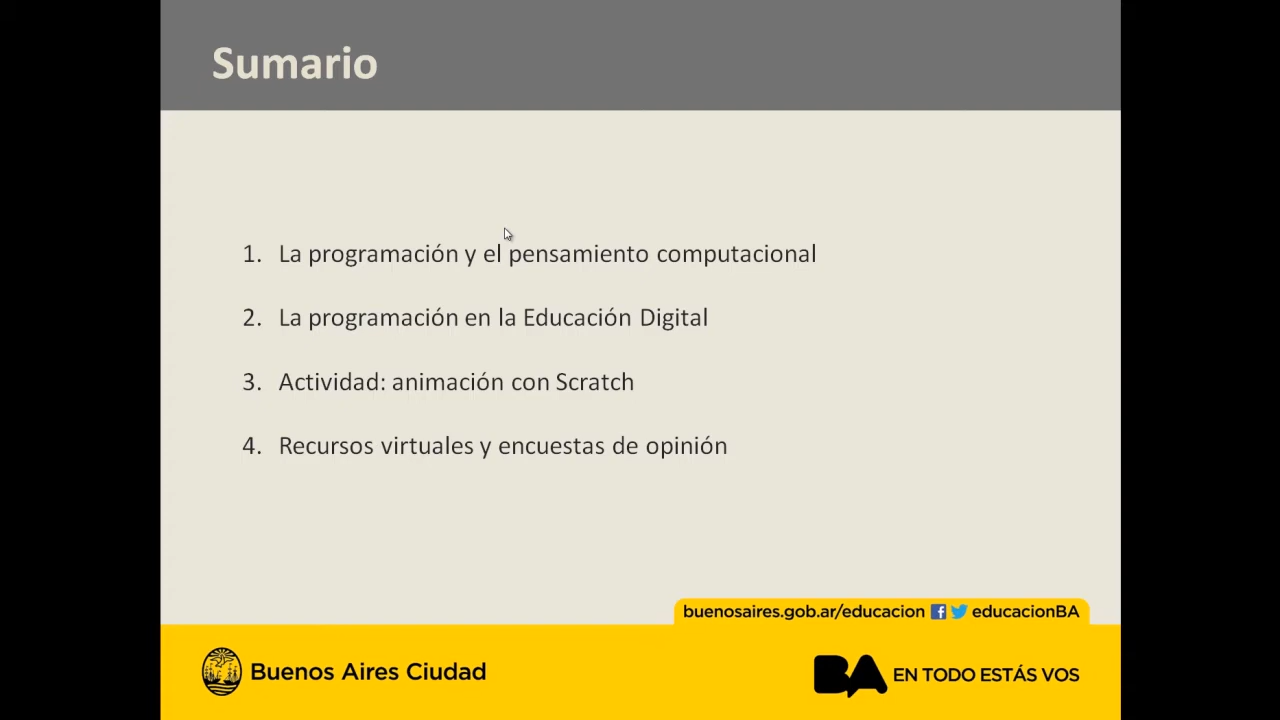 Sumario
1. La programación y el pensamiento computacional
2. La programación en la Educación Digital
3. Actividad: animación con Scratch
4. Recursos virtuales y encuestas de opinión
buenosaires.gob.ar/educacion educacionBA
Buenos Aires Ciudad
BA EN TODO ESTÁS VOS